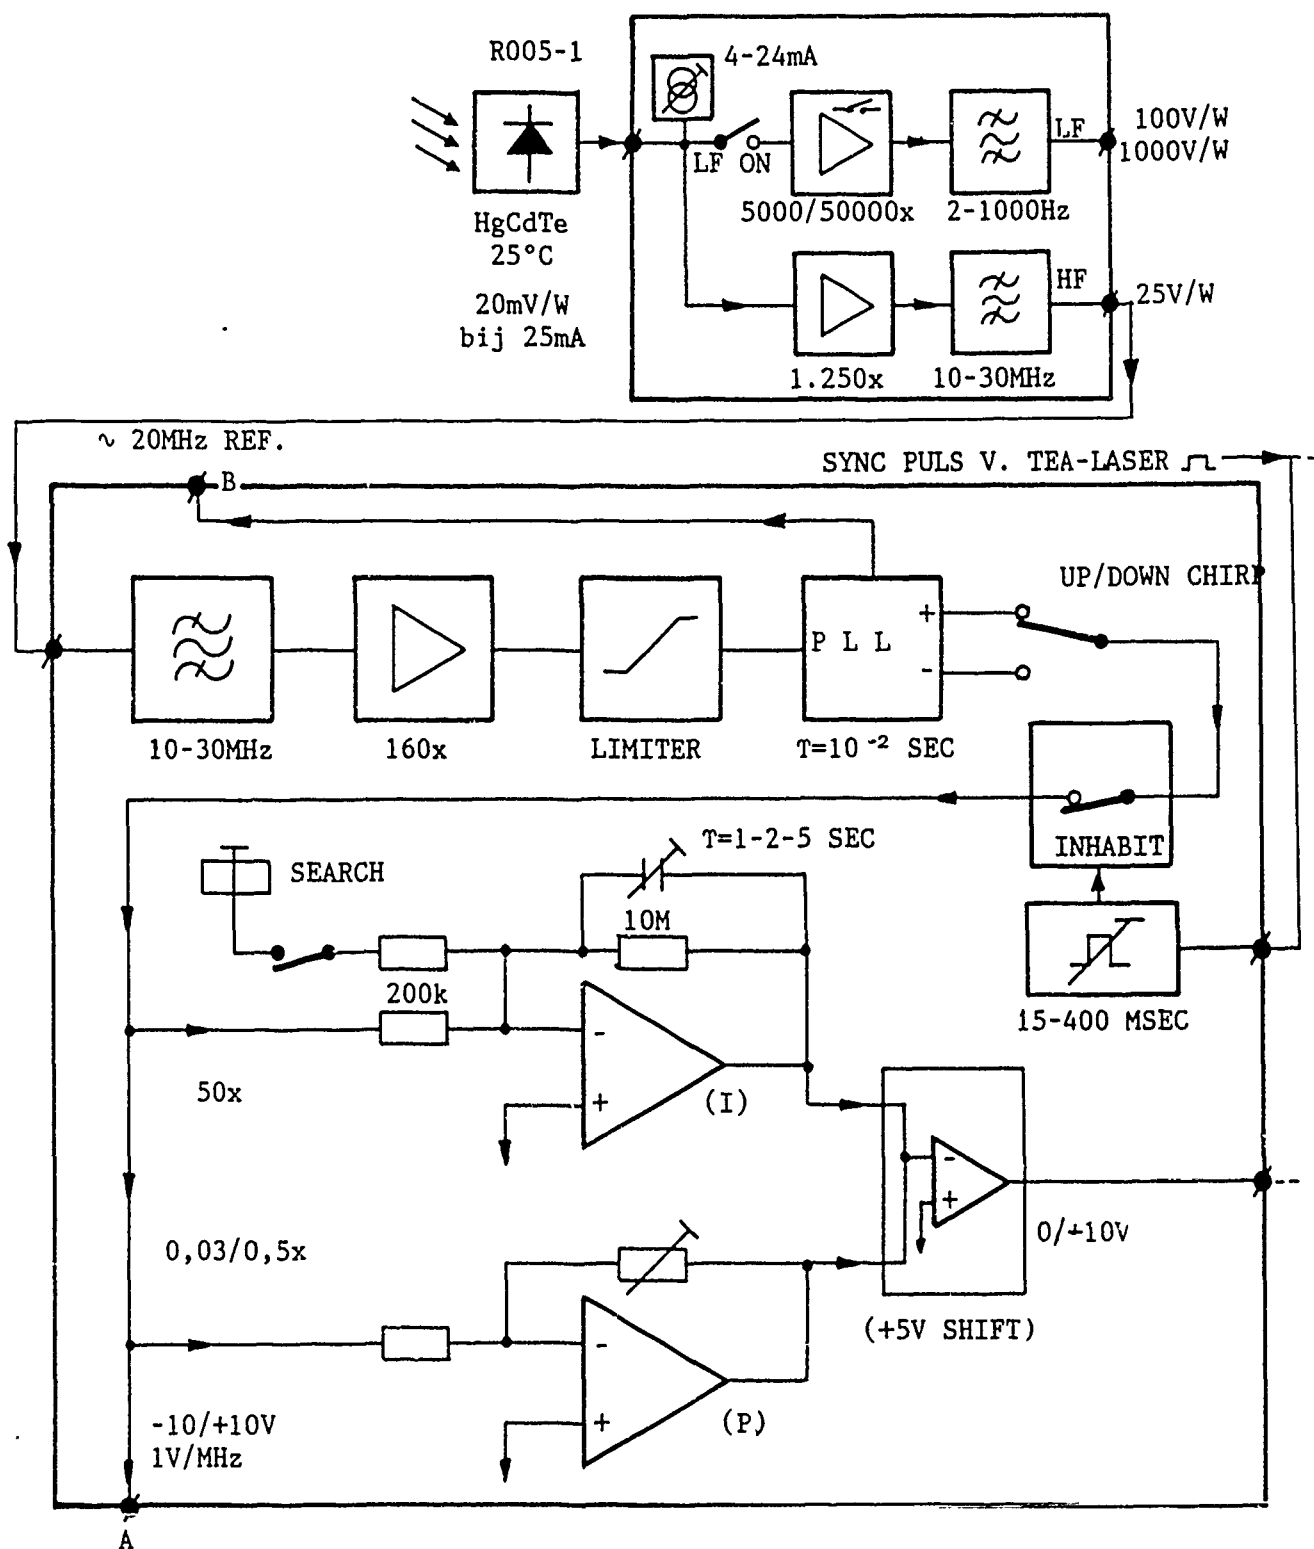 R005-1
4-24mA
LF
ON
LF
100V/W
1000V/W
5000/50000x
2-1000Hz
HgCdTe
25°C
20mV/W
bij 25mA
HF
25V/W
1.250x
10-30MHz
~ 20MHz REF.
SYNC PULS V. TEA-LASER
B
UP/DOWN CHIRP
PLL
+
-
10-30MHz
160x
LIMITER
T=10⁻² SEC
INHABIT
SEARCH
T=1-2-5 SEC
10M
200k
15-400 MSEC
50x
-
+
(I)
-
+
0/+10V
(+5V SHIFT)
0,03/0,5x
-
+
(P)
-10/+10V
1V/MHz
A